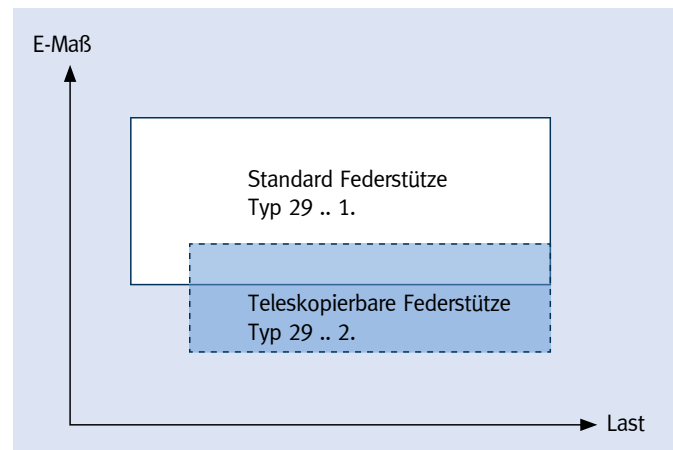 E-Maß
Standard Federstütze
Typ 29 .. 1.
Teleskopierbare Federstütze
Typ 29 .. 2.
Last